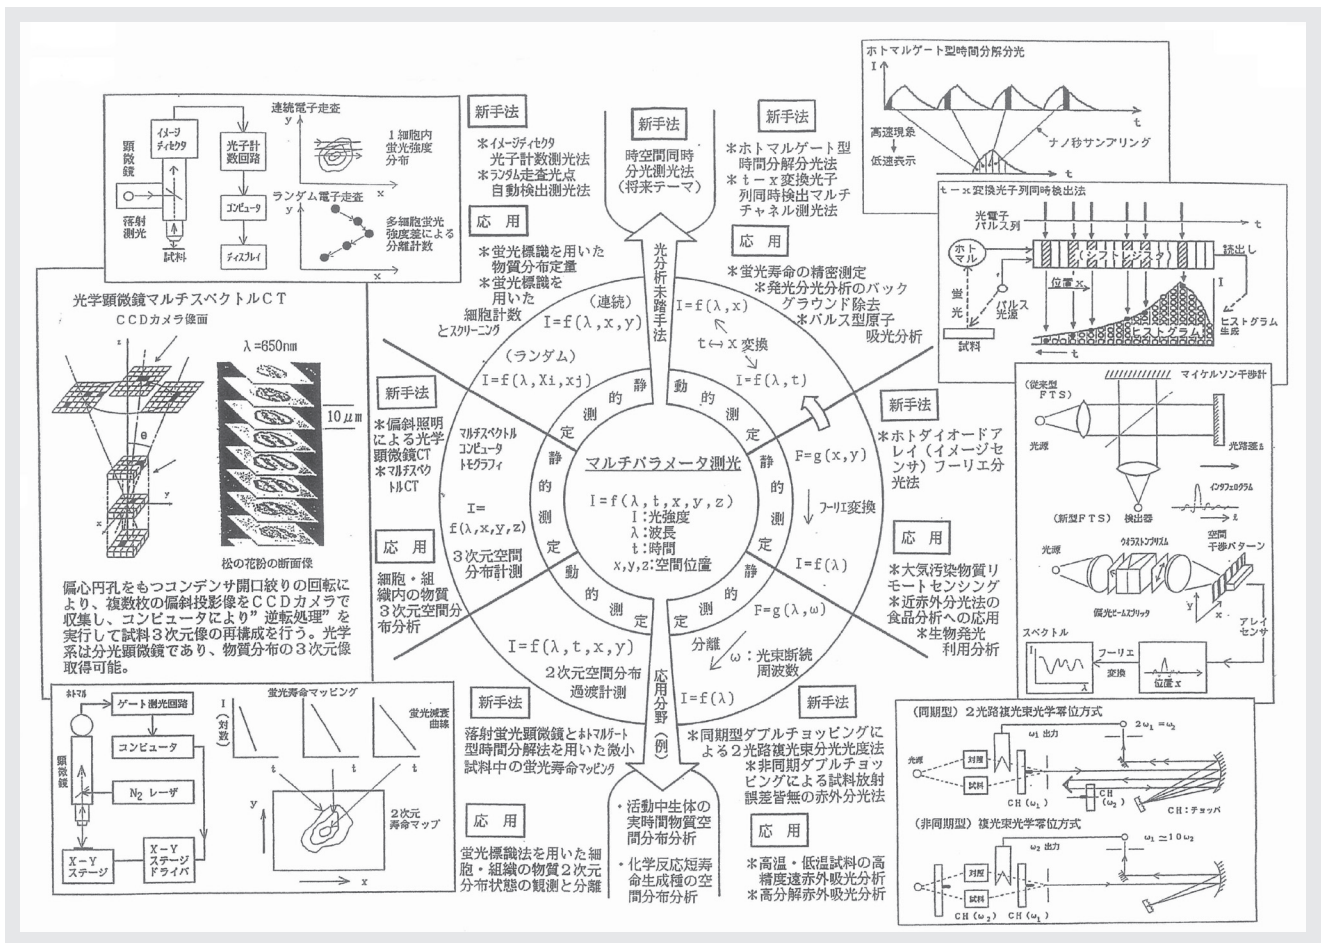 連続電子走査
y
x
1細胞内
蛍光強度
分布
ランダム電子走査
y
x
多細胞蛍光
強度差による
分離計数
イメージ
ディテクタ
光子計
数回路
コンピュータ
ディスプレイ
顕微鏡
落射
測光
試料
光学顕微鏡マルチスペクトルCT
CCDカメラ像面
z
θ
y
x
λ=650nm
10μm
松の花粉の断面像
偏心円孔をもつコンデンサ開口絞りの回転に
より、複数枚の偏斜投影像をCCDカメラで
収集し、コンピュータにより"逆転処理"を
実行して試料3次元像の再構成を行う。光学
系は分光顕微鏡であり、物質分布の3次元像
取得可能。
ホトマル
ゲート測光回路
コンピュータ
顕微鏡
N₂ レーザ
X-Y
ステージ
X-Y
ステージ
ドライバ
蛍光寿命マッピング
I
(対数)
t
t
t
蛍光減衰
曲線
y
x
2次元
寿命マップ
新手法
*イメージディテクタ
光子計数測光法
*ランダム走査光点
自動検出測光法
応 用
*蛍光標識を用いた
物質分布定量
*蛍光標識を
用いた
細胞計数
とスクリーニング
新手法
時空間同時
分光測光法
(将来テーマ)
光分析未踏手法
新手法
*ホトマルゲート型
時間分解分光法
*t-x変換光子
列同時検出マルチ
チャネル測光法
応 用
*蛍光寿命の精密測定
*発光分光分析のバック
グラウンド除去
*パルス型原子
吸光分析
新手法
*偏斜照明
による光学
顕微鏡CT
*マルチスペク
トルCT
応 用
細胞・組
織内の物質
3次元空間分
布分析
(連続)
I=f(λ,x,y)
(ランダム)
I=f(λ,xi,xj)
マルチスペクトル
コンピュータ
トモグラフィ
I=
f(λ,x,y,z)
3次元空間
分布計測
I=f(λ,t,x,y)
2次元空間分布
過渡計測
I=f(λ,x)
t↔x 変換
I=f(λ,t)
F=g(x,y)
フーリエ変換
I=f(λ)
F=g(λ,ω)
分離
ω:光束断続
周波数
I=f(λ)
静的測定
動的測定
静的測定
静的測定
動的測定
動的測定
マルチパラメータ測光
I=f(λ,t,x,y,z)
I:光強度
λ:波長
t:時間
x,y,z:空間位置
応用分野(例)
・活動中生体の
実時間物質空
間分布分析
・化学反応短寿
命生成種の空
間分布分析
新手法
落射蛍光顕微鏡とホトマルゲート
型時間分解法を用いた微小
試料中の蛍光寿命マッピング
応 用
蛍光標識法を用いた細
胞・組織の物質2次元
分布状態の観測と分離
新手法
*同期型ダブルチョッピングに
よる2光路複光束分光光度法
*非同期ダブルチョッ
ピングによる試料放射
誤差皆無の赤外分光法
応 用
*高温・低温試料の高
精度遠赤外吸光分析
*高分解赤外吸光分析
新手法
*ホトダイオードア
レイ(イメージセ
ンサ)フーリエ分
光法
応 用
*大気汚染物質リ
モートセンシング
*近赤外分光法の
食品分析への応用
*生物発光
利用分析
ホトマルゲート型時間分解分光
I
t
高速現象
低速表示
ナノ秒サンプリング
t
t-x変換光子列同時検出法
光電子
パルス列
t
ホト
マル
(シフトレジスタ)
読出し
位置x
蛍光
パルス
光源
試料
I
ヒストグラム
ヒストグラム
生成
t
マイケルソン干渉計
(従来型
FTS)
光源
光路差δ
インタフェログラム
検出器
(新型FTS)
光源
ウオラストンプリズム
空間
干渉パターン
偏光ビームスプリッタ
y
x
アレイ
センサ
スペクトル
I
λ
フーリエ
変換
位置x
(同期型)2光路複光束光学零位方式
2ω₁=ω₂
ω₁ 出力
光源
対照
試料
CH(ω₁)
CH
(ω₂)
CH:チョッパ
(非同期型)複光束光学零位方式
ω₁≃10ω₂
ω₂ 出力
対照
試料
CH(ω₂)
CH(ω₁)